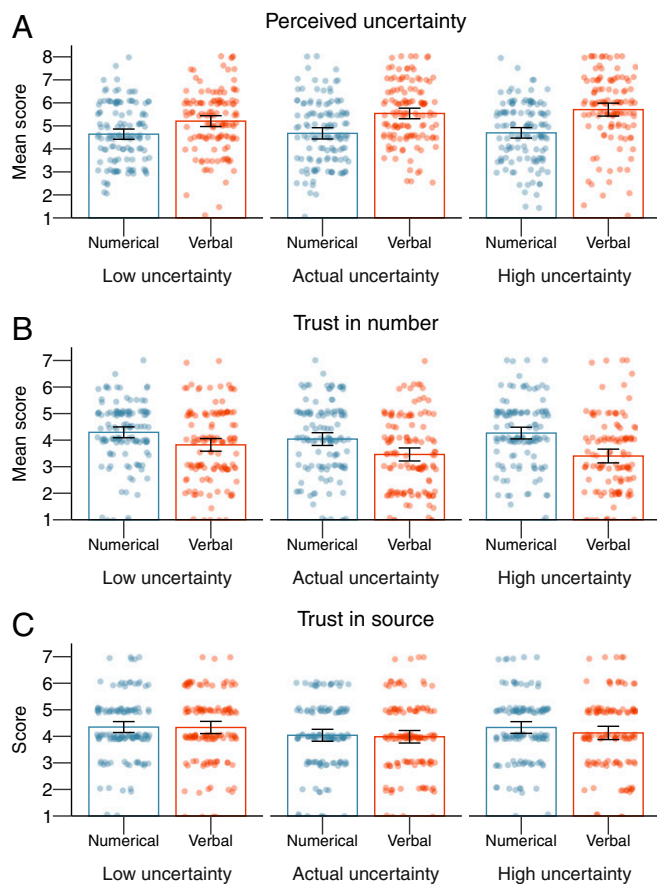 A
Perceived uncertainty
Mean score
8
7
6
5
4
3
2
1
Numerical Verbal Numerical Verbal Numerical Verbal
Low uncertainty Actual uncertainty High uncertainty
B
Trust in number
Mean score
7
6
5
4
3
2
1
Numerical Verbal Numerical Verbal Numerical Verbal
Low uncertainty Actual uncertainty High uncertainty
C
Trust in source
Score
7
6
5
4
3
2
1
Numerical Verbal Numerical Verbal Numerical Verbal
Low uncertainty Actual uncertainty High uncertainty